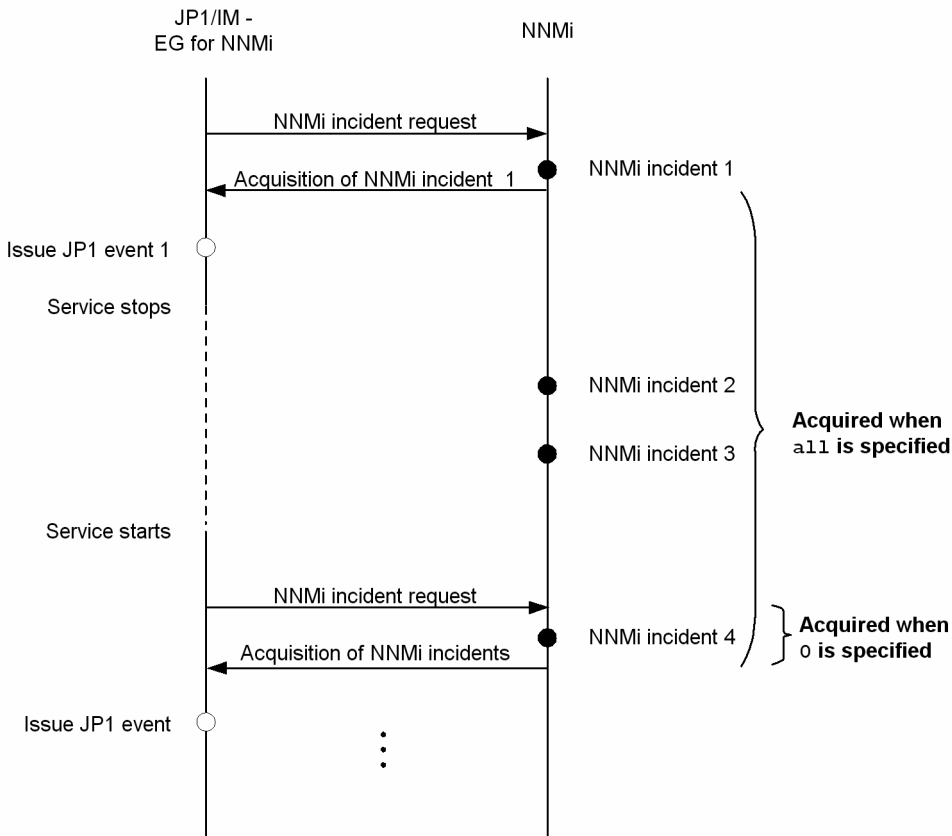 JP1/IM -
EG for NNMi
NNMi
NNMi incident request
NNMi incident 1
Acquisition of NNMi incident 1
Issue JP1 event 1
Service stops
NNMi incident 2
Acquired when
all is specified
NNMi incident 3
Service starts
NNMi incident request
NNMi incident 4
Acquired when
0 is specified
Acquisition of NNMi incidents
Issue JP1 event